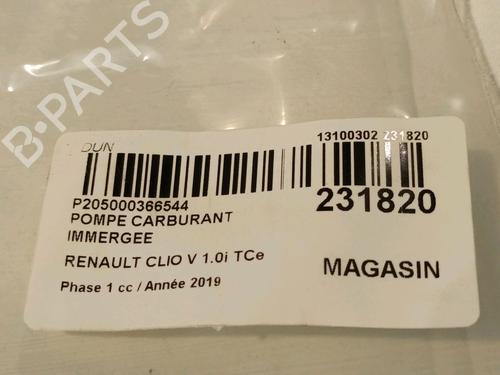 B-PARTS
DUN
13100302 231820
P205000366544
231820
POMPE CARBURANT
IMMERGEE
RENAULT CLIO V 1.0i TCe
MAGASIN
Phase 1 cc / Année 2019